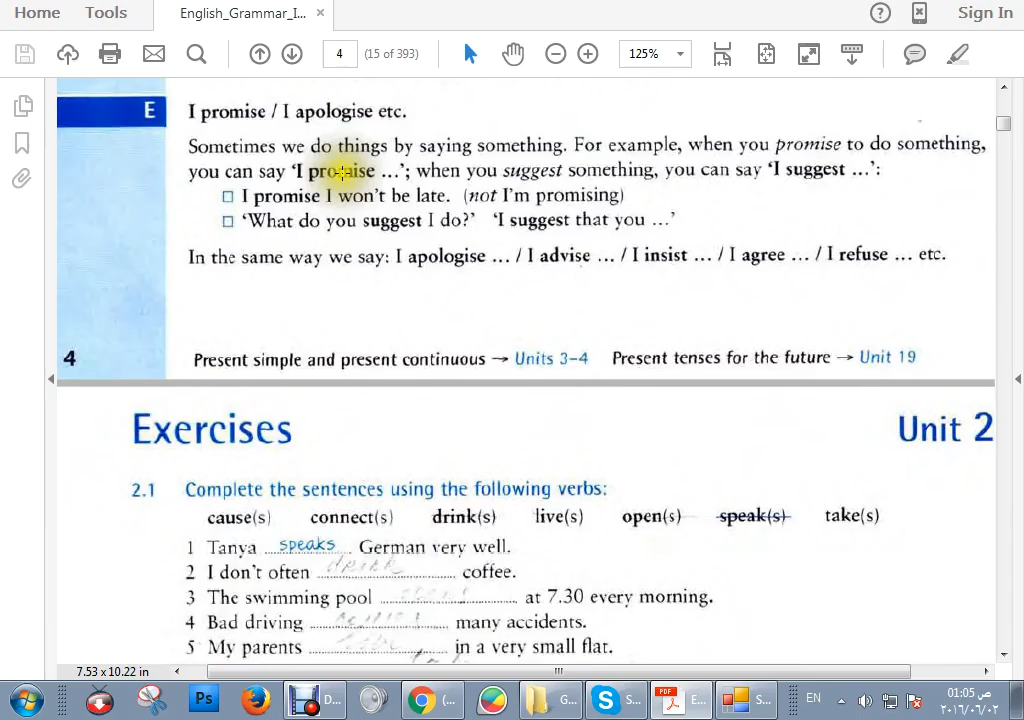 Home Tools English_Grammar_I... × Sign In
4 (15 of 393) 125%
E I promise / I apologise etc.
Sometimes we do things by saying something. For example, when you promise to do something,
you can say ‘I promise ...’; when you suggest something, you can say ‘I suggest ...’:
I promise I won’t be late. (not I’m promising)
‘What do you suggest I do?’ ‘I suggest that you ...’
In the same way we say: I apologise ... / I advise ... / I insist ... / I agree ... / I refuse ... etc.
4 Present simple and present continuous → Units 3–4 Present tenses for the future → Unit 19
Exercises Unit 2
2.1 Complete the sentences using the following verbs:
cause(s) connect(s) drink(s) live(s) open(s) speak(s) take(s)
1 Tanya speaks German very well.
2 I don’t often drink coffee.
3 The swimming pool at 7.30 every morning.
4 Bad driving many accidents.
5 My parents in a very small flat.
7.53 x 10.22 in
Ps D... (... G... S... PDF E... S... EN 01:05 ص
٢٠١٦/٠٦/٠٢